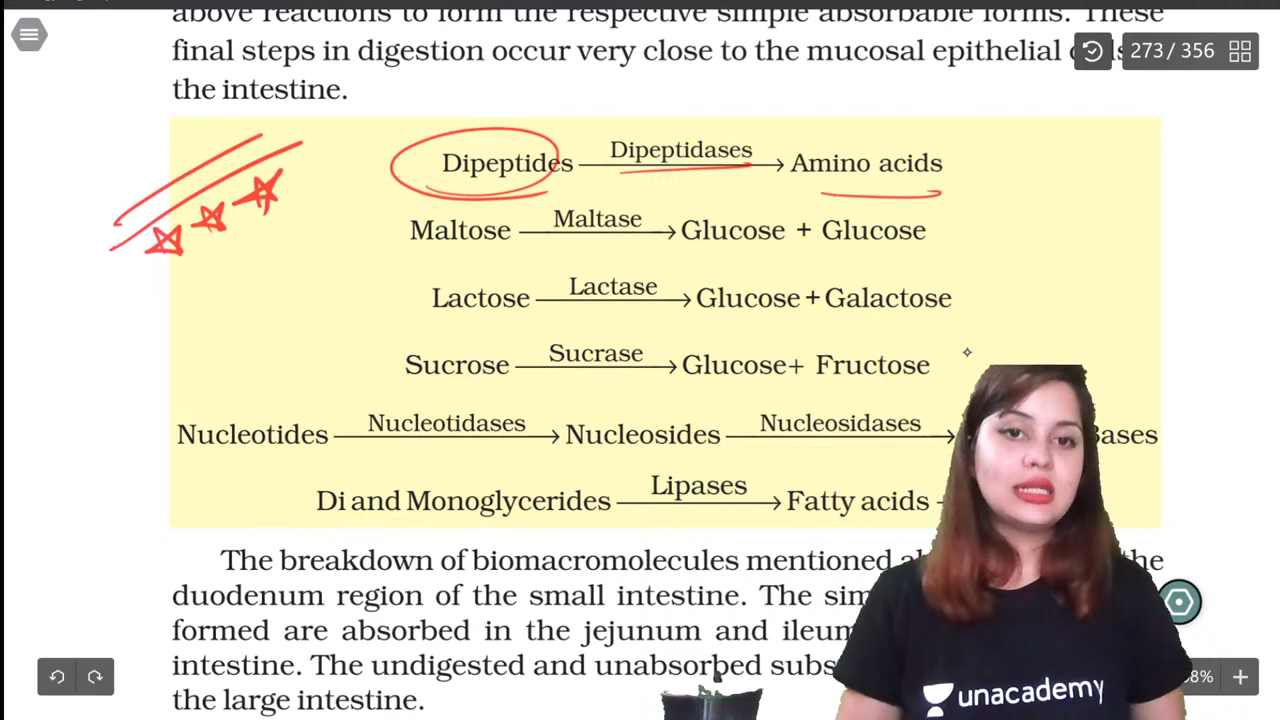 above reactions to form the respective simple absorbable forms. These
final steps in digestion occur very close to the mucosal epithelial
the intestine.
273 / 356
Dipeptides Dipeptidases Amino acids
Maltose Maltase Glucose + Glucose
Lactose Lactase Glucose + Galactose
Sucrose Sucrase Glucose + Fructose
Nucleotides Nucleotidases Nucleosides Nucleosidases Bases
Di and Monoglycerides Lipases Fatty acids
The breakdown of biomacromolecules mentioned the
duodenum region of the small intestine. The
formed are absorbed in the jejunum and
intestine. The undigested and unabsorbed
the large intestine.
unacademy